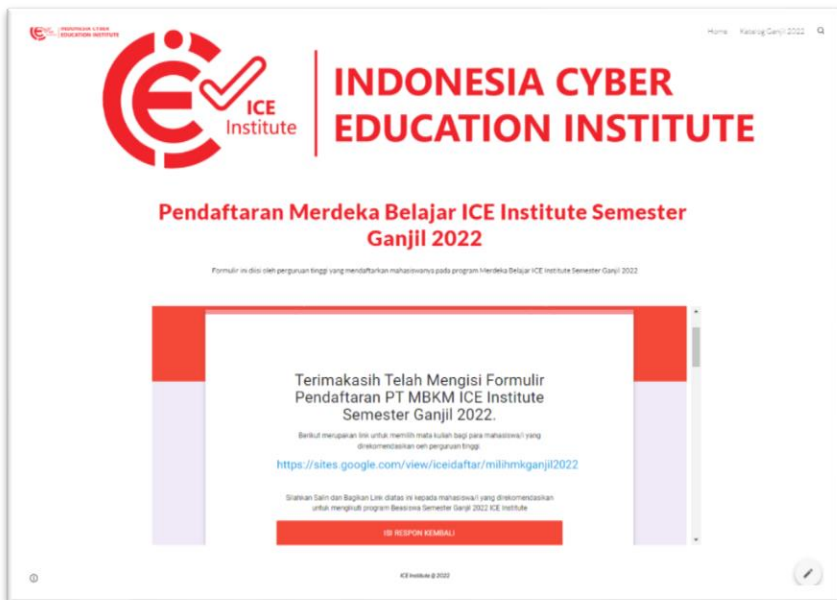 INDONESIA CYBER
EDUCATION INSTITUTE
Home Katalog Ganjil 2022
ICE
Institute
INDONESIA CYBER
EDUCATION INSTITUTE
Pendaftaran Merdeka Belajar ICE Institute Semester
Ganjil 2022
Formulir ini diisi oleh perguruan tinggi yang mendaftarkan mahasiswanya pada program Merdeka Belajar ICE Institute Semester Ganjil 2022
Terimakasih Telah Mengisi Formulir
Pendaftaran PT MBKM ICE Institute
Semester Ganjil 2022.
Berikut merupakan link untuk memilih mata kuliah bagi para mahasiswa/i yang
direkomendasikan oeh perguruan tinggi
https://sites.google.com/view/iceidaftar/milihmkganjil2022
Silahkan Salin dan Bagikan Link diatas ini kepada mahasiswa/i yang direkomendasikan
untuk mengikuti program Beasiswa Semester Ganjil 2022 ICE Institute
ISI RESPON KEMBALI
ICE Institute @ 2022